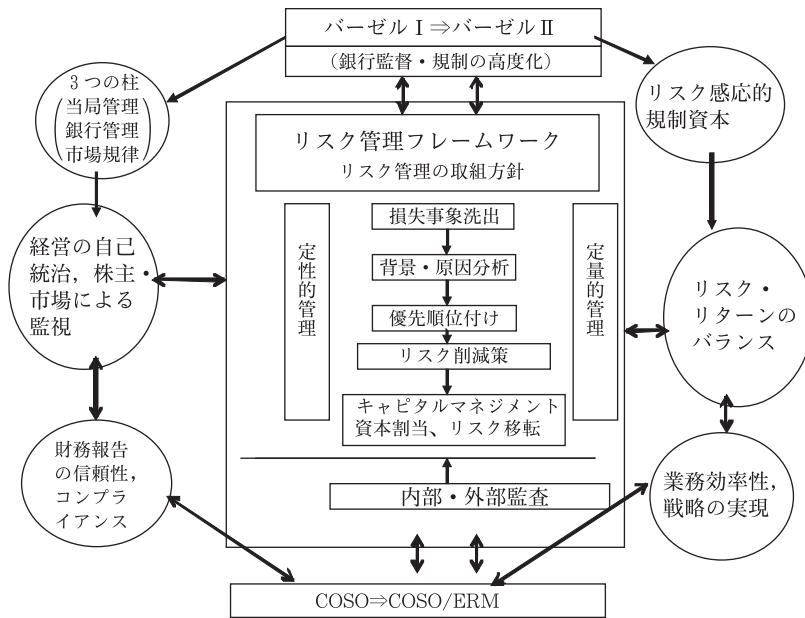 バーゼルⅠ⇒バーゼルⅡ
(銀行監督・規制の高度化)
3つの柱
当局管理
銀行管理
市場規律
リスク感応的
規制資本
リスク管理フレームワーク
リスク管理の取組方針
経営の自己
統治，株主・
市場による
監視
定性的管理
損失事象洗出
背景・原因分析
優先順位付け
リスク削減策
キャピタルマネジメント
資本割当、リスク移転
定量的管理
リスク・
リターンの
バランス
財務報告
の信頼性，
コンプラ
イアンス
内部・外部監査
業務効率性，
戦略の実現
COSO⇒COSO/ERM